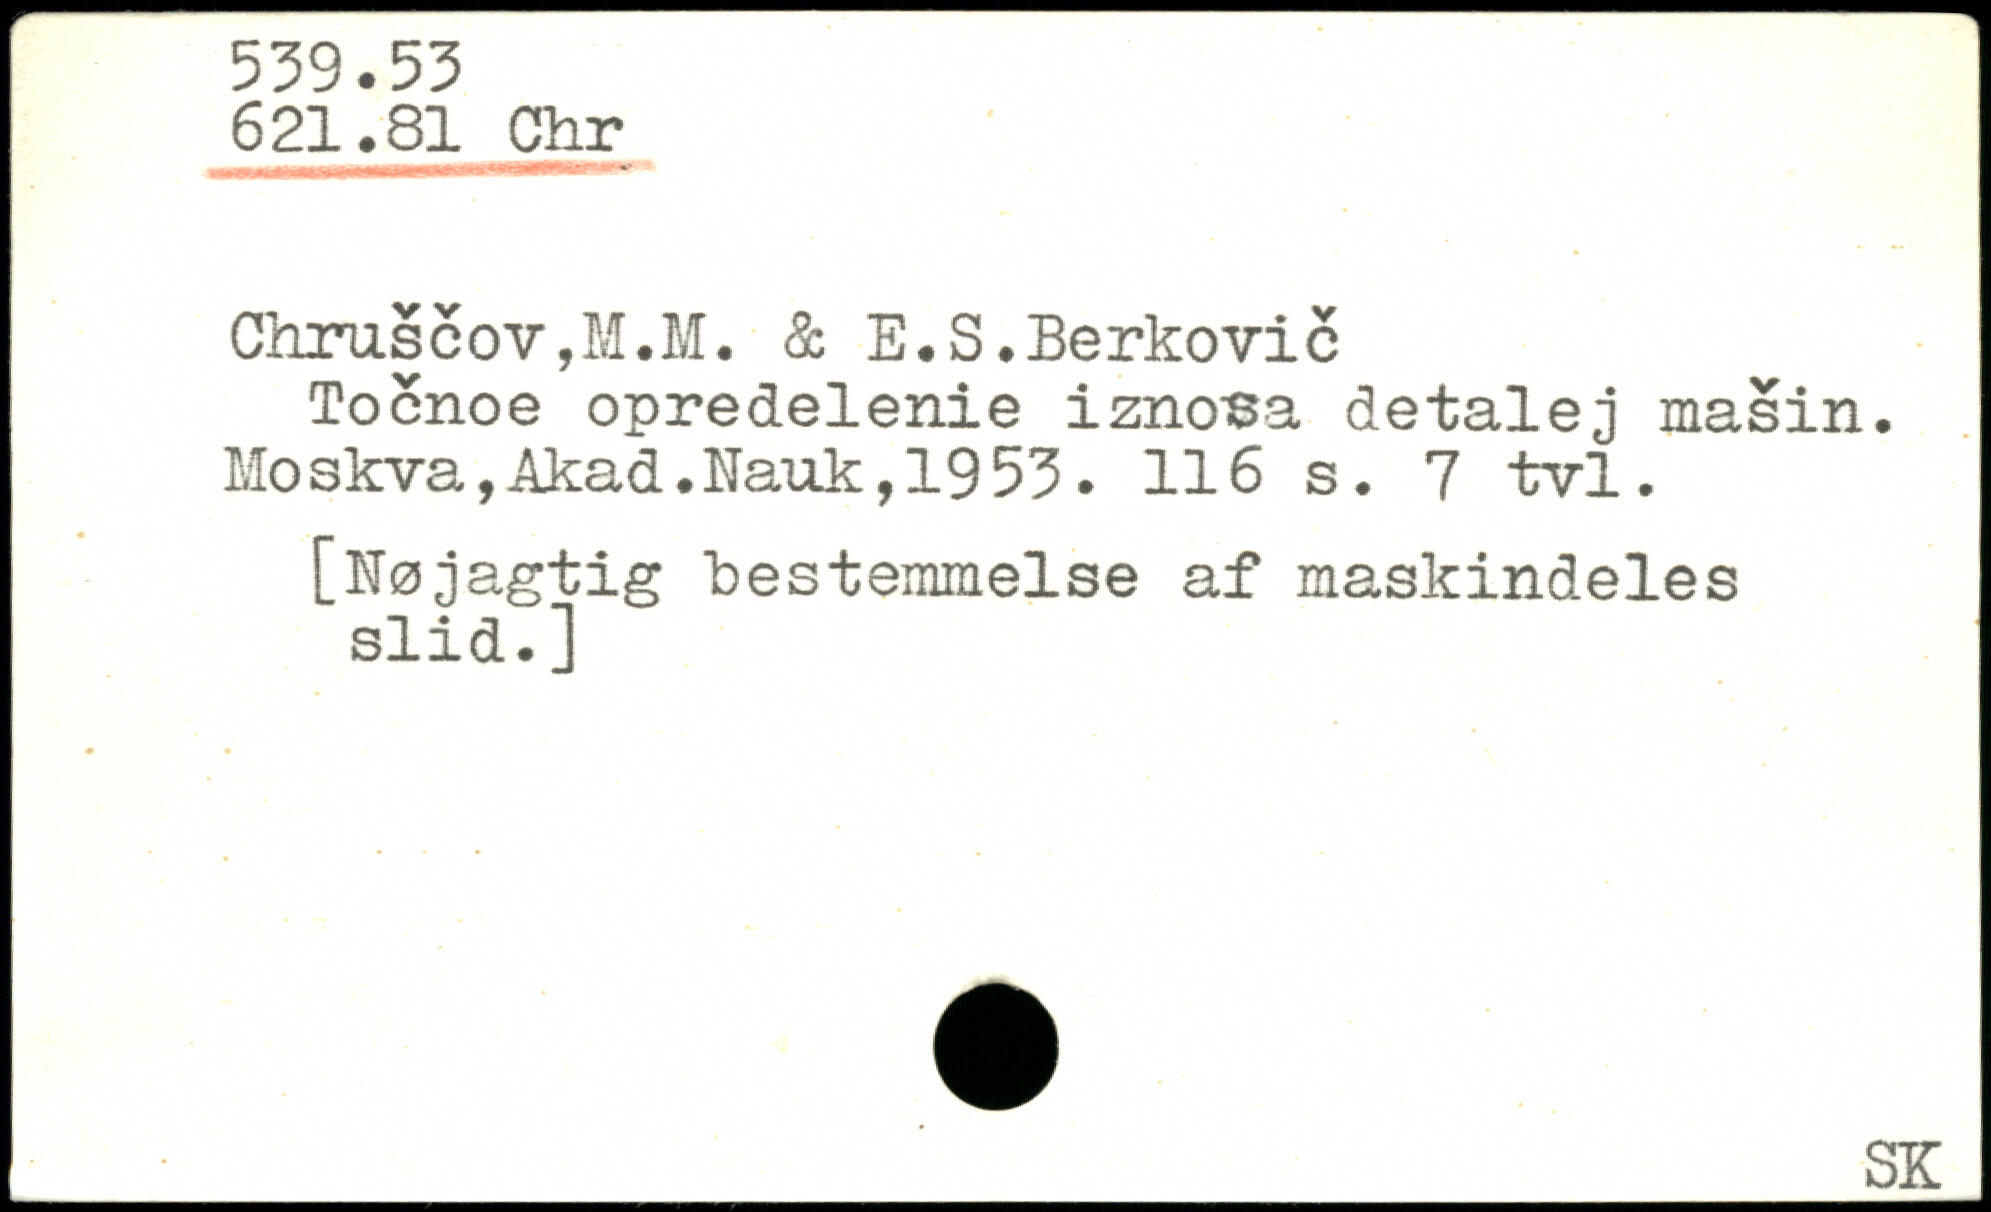 539.53
621.81 Chr
Chruščov,M.M. & E.S.Berkovič
Točnoe opredelenie iznosa detalej mašin.
Moskva,Akad.Nauk,1953. 116 s. 7 tvl.
[Nøjagtig bestemmelse af maskindeles
slid.]
SK